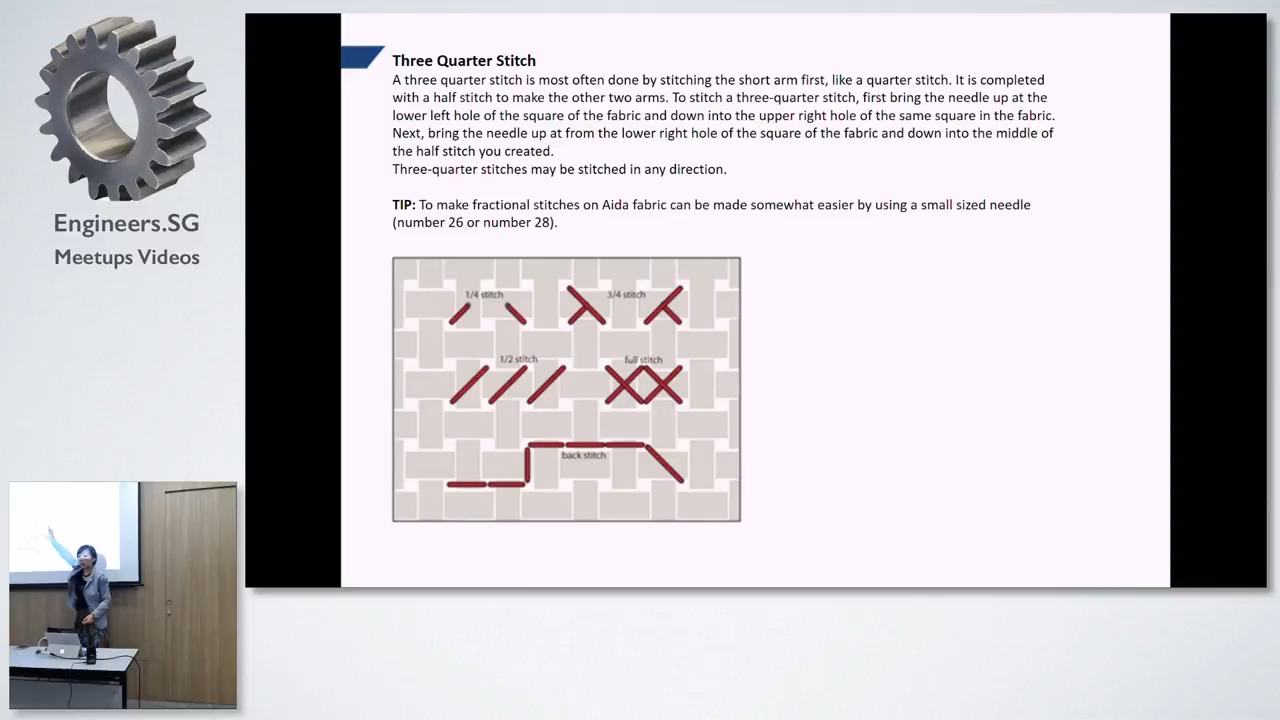 Engineers.SG
Meetups Videos
Three Quarter Stitch
A three quarter stitch is most often done by stitching the short arm first, like a quarter stitch. It is completed
with a half stitch to make the other two arms. To stitch a three-quarter stitch, first bring the needle up at the
lower left hole of the square of the fabric and down into the upper right hole of the same square in the fabric.
Next, bring the needle up at from the lower right hole of the square of the fabric and down into the middle of
the half stitch you created.
Three-quarter stitches may be stitched in any direction.
TIP: To make fractional stitches on Aida fabric can be made somewhat easier by using a small sized needle
(number 26 or number 28).
1/4 stitch
3/4 stitch
1/2 stitch
full stitch
back stitch